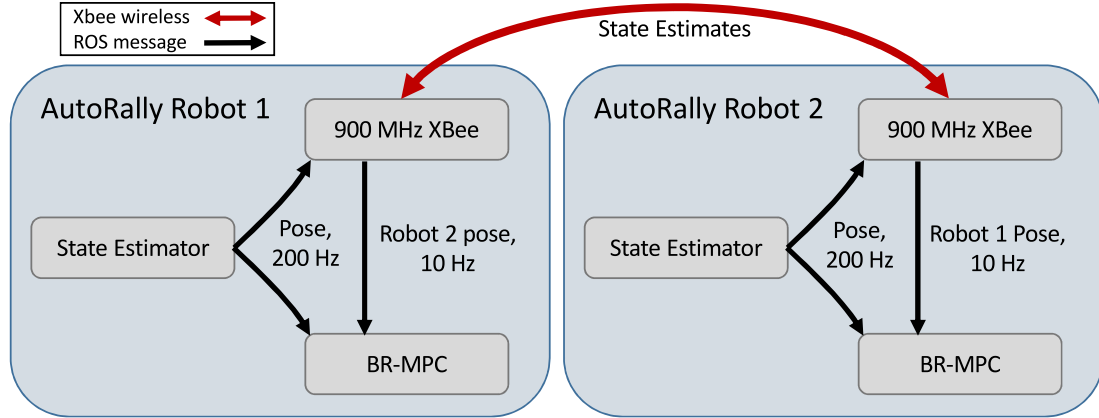 Xbee wireless
ROS message
State Estimates
AutoRally Robot 1
900 MHz XBee
State Estimator
Pose,
200 Hz
Robot 2 pose,
10 Hz
BR-MPC
AutoRally Robot 2
900 MHz XBee
State Estimator
Pose,
200 Hz
Robot 1 Pose,
10 Hz
BR-MPC